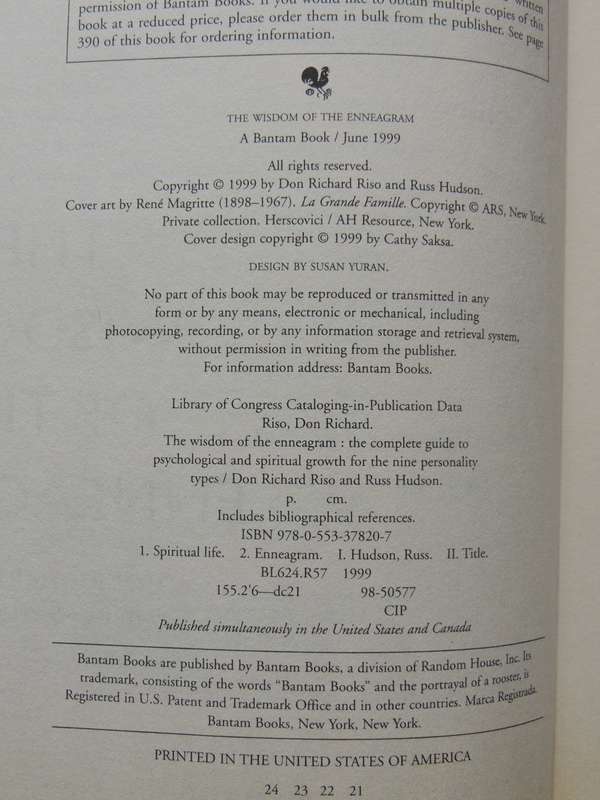 permission of Bantam Books. If you would like to obtain multiple copies of this
book at a reduced price, please order them in bulk from the publisher. See page
390 of this book for ordering information.
THE WISDOM OF THE ENNEAGRAM
A Bantam Book / June 1999
All rights reserved.
Copyright © 1999 by Don Richard Riso and Russ Hudson.
Cover art by René Magritte (1898–1967). La Grande Famille. Copyright © ARS, New York.
Private collection. Herscovici / AH Resource, New York.
Cover design copyright © 1999 by Cathy Saksa.
DESIGN BY SUSAN YURAN.
No part of this book may be reproduced or transmitted in any
form or by any means, electronic or mechanical, including
photocopying, recording, or by any information storage and retrieval system,
without permission in writing from the publisher.
For information address: Bantam Books.
Library of Congress Cataloging-in-Publication Data
Riso, Don Richard.
The wisdom of the enneagram : the complete guide to
psychological and spiritual growth for the nine personality
types / Don Richard Riso and Russ Hudson.
p. cm.
Includes bibliographical references.
ISBN 978-0-553-37820-7
1. Spiritual life. 2. Enneagram. I. Hudson, Russ. II. Title.
BL624.R57 1999
155.2'6—dc21 98-50577
CIP
Published simultaneously in the United States and Canada
Bantam Books are published by Bantam Books, a division of Random House, Inc. Its
trademark, consisting of the words “Bantam Books” and the portrayal of a rooster, is
Registered in U.S. Patent and Trademark Office and in other countries. Marca Registrada.
Bantam Books, New York, New York.
PRINTED IN THE UNITED STATES OF AMERICA
24 23 22 21